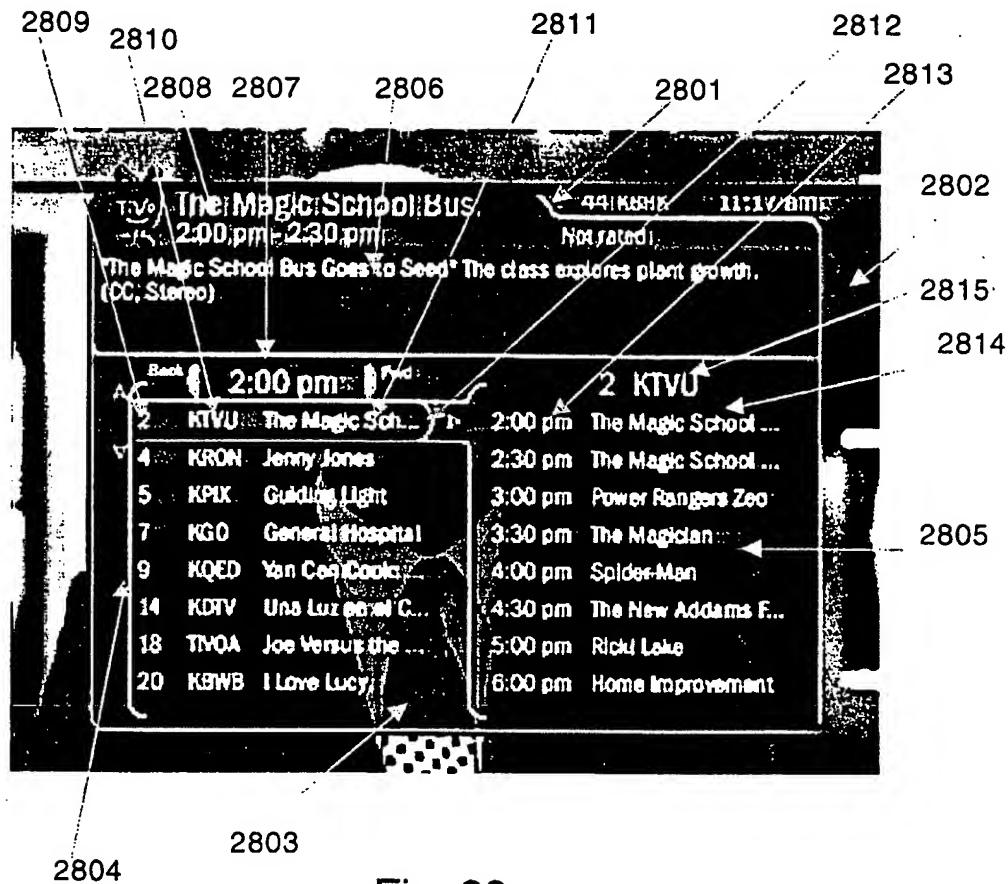 2809
2810
2811
2812
2808 2807 2806
2801
2813
The Magic School Bus
2:00 pm - 2:30 pm
Not rated
"The Magic School Bus Goes to Seed" The class explores plant growth.
(CC, Stereo)
2802
2815
2814
2805
Back 2:00 pm Fwd
2 KTVU The Magic Sch...
4 KRON Jenny Jones
5 KPIX Guiding Light
7 KGO General Hospital
9 KQED Yan Can Cook: ...
14 KDTV Una Luz en el C...
18 TIVOA Joe Versus the ...
20 KBWB I Love Lucy
2 KTVU
2:00 pm The Magic School ...
2:30 pm The Magic School ...
3:00 pm Power Rangers Zeo
3:30 pm The Magician
4:00 pm Spider-Man
4:30 pm The New Addams F...
5:00 pm Ricki Lake
6:00 pm Home Improvement
2804
2803